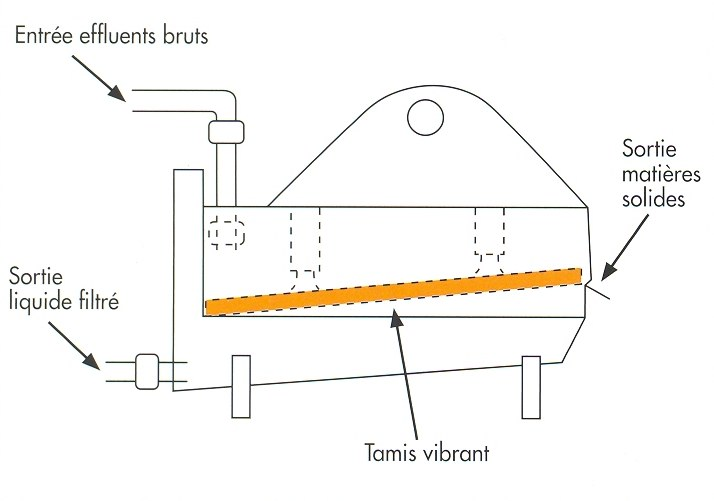 Entrée effluents bruts
Sortie
matières
solides
Sortie
liquide filtré
Tamis vibrant